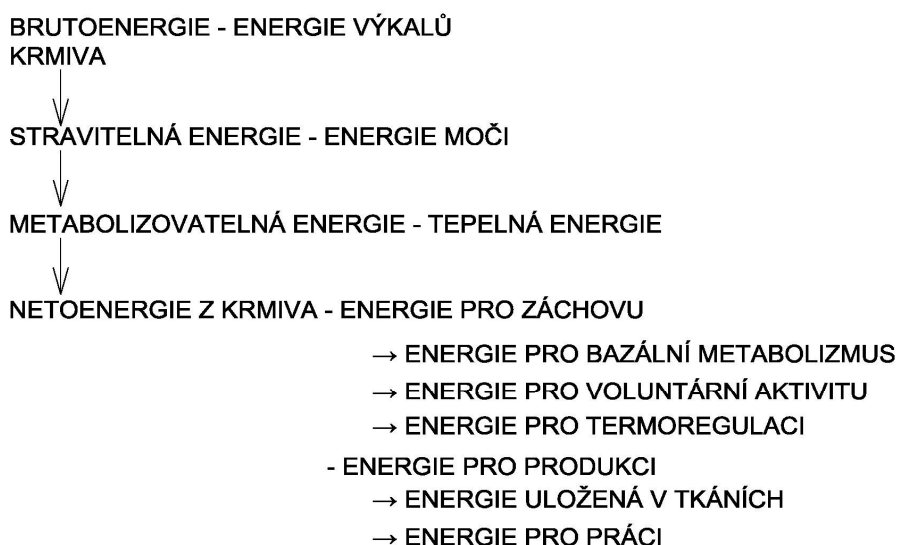 BRUTOENERGIE - ENERGIE VÝKALŮ
KRMIVA
STRAVITELNÁ ENERGIE - ENERGIE MOČI
METABOLIZOVATELNÁ ENERGIE - TEPELNÁ ENERGIE
NETOENERGIE Z KRMIVA - ENERGIE PRO ZÁCHOVU
→ ENERGIE PRO BAZÁLNÍ METABOLIZMUS
→ ENERGIE PRO VOLUNTÁRNÍ AKTIVITU
→ ENERGIE PRO TERMOREGULACI
- ENERGIE PRO PRODUKCI
→ ENERGIE ULOŽENÁ V TKÁNÍCH
→ ENERGIE PRO PRÁCI